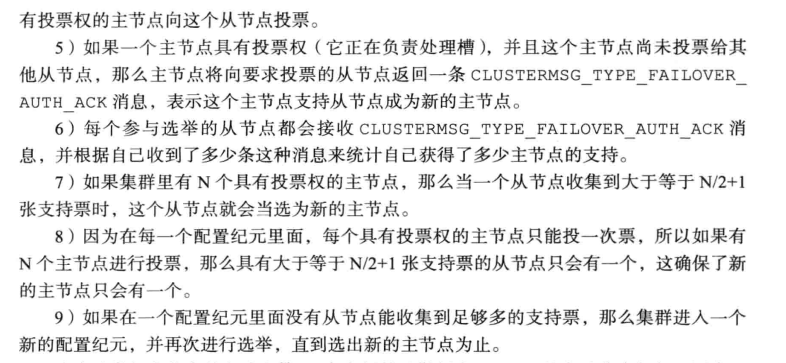 有投票权的主节点向这个从节点投票。
5）如果一个主节点具有投票权（它正在负责处理槽），并且这个主节点尚未投票给其
他从节点，那么主节点将向要求投票的从节点返回一条 CLUSTERMSG_TYPE_FAILOVER_
AUTH_ACK 消息，表示这个主节点支持从节点成为新的主节点。
6）每个参与选举的从节点都会接收 CLUSTERMSG_TYPE_FAILOVER_AUTH_ACK 消
息，并根据自己收到了多少条这种消息来统计自己获得了多少主节点的支持。
7）如果集群里有 N 个具有投票权的主节点，那么当一个从节点收集到大于等于 N/2+1
张支持票时，这个从节点就会当选为新的主节点。
8）因为在每一个配置纪元里面，每个具有投票权的主节点只能投一次票，所以如果有
N 个主节点进行投票，那么具有大于等于 N/2+1 张支持票的从节点只会有一个，这确保了新
的主节点只会有一个。
9）如果在一个配置纪元里面没有从节点能收集到足够多的支持票，那么集群进入一个
新的配置纪元，并再次进行选举，直到选出新的主节点为止。